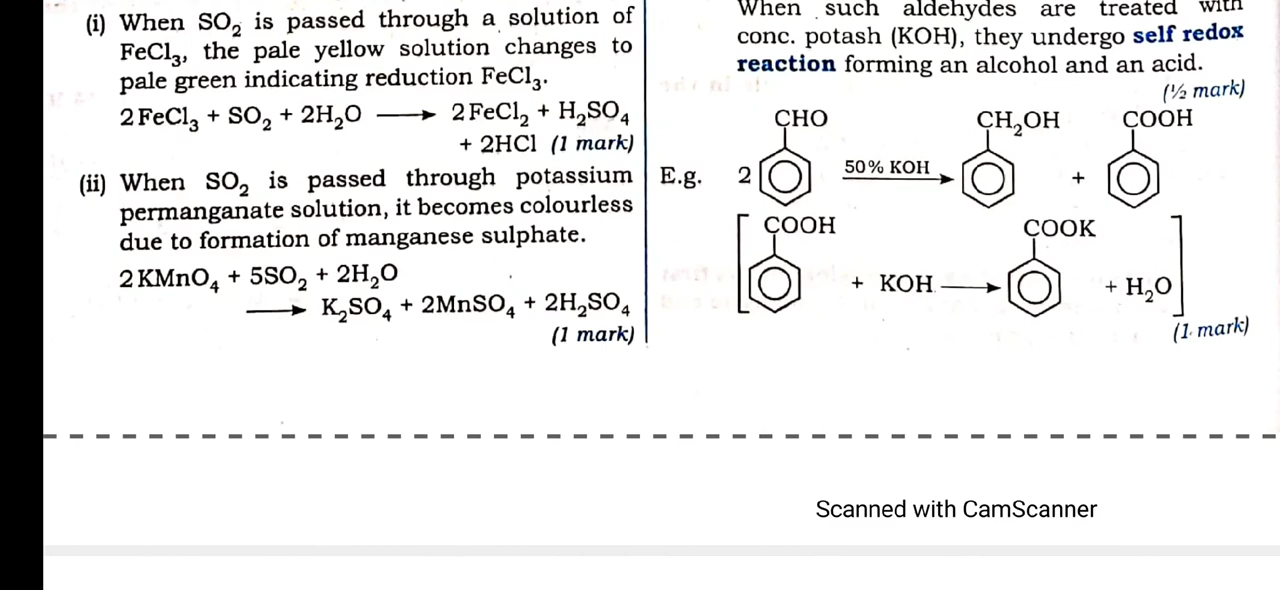 (i) When SO₂ is passed through a solution of
FeCl₃, the pale yellow solution changes to
pale green indicating reduction FeCl₃.
2 FeCl₃ + SO₂ + 2H₂O ⟶ 2 FeCl₂ + H₂SO₄
+ 2HCl (1 mark)
(ii) When SO₂ is passed through potassium
permanganate solution, it becomes colourless
due to formation of manganese sulphate.
2 KMnO₄ + 5SO₂ + 2H₂O
⟶ K₂SO₄ + 2MnSO₄ + 2H₂SO₄
(1 mark)
When such aldehydes are treated with
conc. potash (KOH), they undergo self redox
reaction forming an alcohol and an acid.
(½ mark)
CHO CH₂OH COOH
E.g. 2 50% KOH +
COOH COOK
+ KOH ⟶ + H₂O
(1 mark)
Scanned with CamScanner